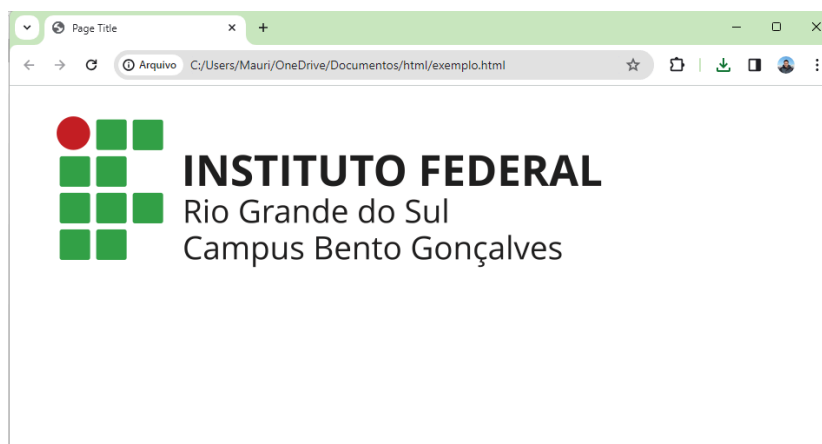 Page Title
Arquivo C:/Users/Mauri/OneDrive/Documentos/html/exemplo.html
INSTITUTO FEDERAL
Rio Grande do Sul
Campus Bento Gonçalves